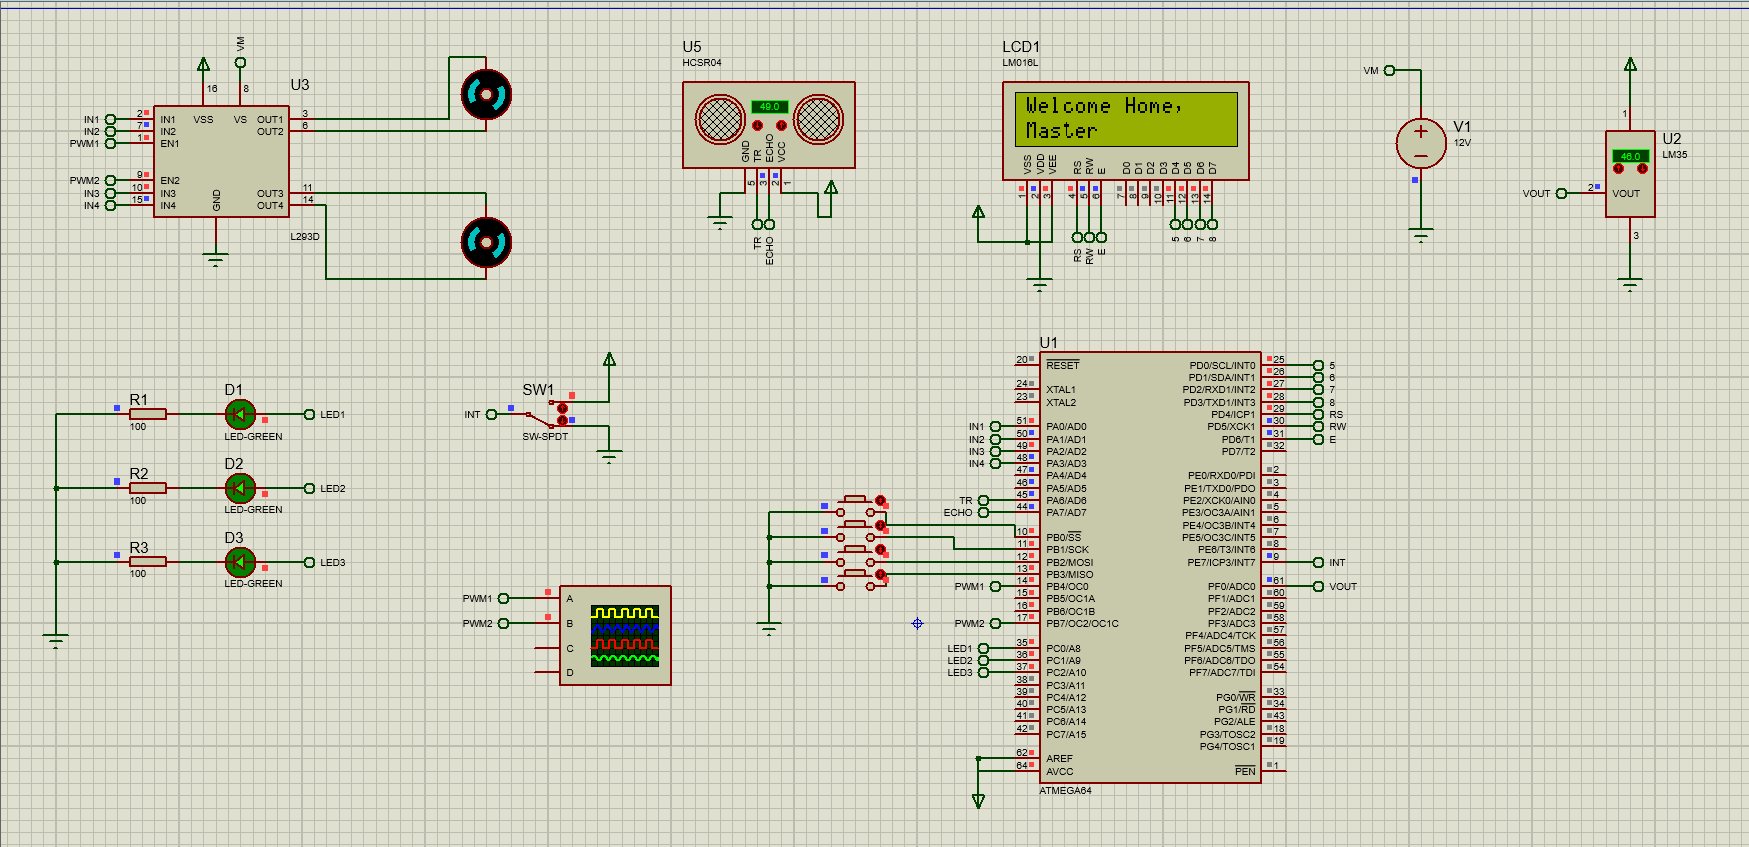 VM
16
8
U3
IN1
2
IN1
VSS
VS
OUT1
3
IN2
7
IN2
OUT2
6
PWM1
1
EN1
PWM2
9
EN2
IN3
10
IN3
OUT3
11
IN4
15
IN4
OUT4
14
GND
L293D
U5
HCSR04
49.0
GND
TR
ECHO
VCC
5
3
2
1
TR
ECHO
LCD1
LM016L
Welcome Home,
Master
VSS
VDD
VEE
RS
RW
E
D0
D1
D2
D3
D4
D5
D6
D7
1
2
3
4
5
6
7
8
9
10
11
12
13
14
RS
RW
E
5
6
7
8
VM
V1
12V
1
U2
LM35
46.0
VOUT
2
VOUT
3
R1
100
D1
LED-GREEN
LED1
R2
100
D2
LED-GREEN
LED2
R3
100
D3
LED-GREEN
LED3
SW1
INT
SW-SPDT
PWM1
A
PWM2
B
C
D
U1
20
RESET
24
XTAL1
23
XTAL2
IN1
51
PA0/AD0
IN2
50
PA1/AD1
IN3
49
PA2/AD2
IN4
48
PA3/AD3
47
PA4/AD4
46
PA5/AD5
TR
45
PA6/AD6
ECHO
44
PA7/AD7
10
PB0/SS
11
PB1/SCK
12
PB2/MOSI
13
PB3/MISO
PWM1
14
PB4/OC0
15
PB5/OC1A
16
PB6/OC1B
PWM2
17
PB7/OC2/OC1C
LED1
35
PC0/A8
LED2
36
PC1/A9
LED3
37
PC2/A10
38
PC3/A11
39
PC4/A12
40
PC5/A13
41
PC6/A14
42
PC7/A15
62
AREF
64
AVCC
PD0/SCL/INT0
25
5
PD1/SDA/INT1
26
6
PD2/RXD1/INT2
27
7
PD3/TXD1/INT3
28
8
PD4/ICP1
29
RS
PD5/XCK1
30
RW
PD6/T1
31
E
PD7/T2
32
PE0/RXD0/PDI
2
PE1/TXD0/PDO
3
PE2/XCK0/AIN0
4
PE3/OC3A/AIN1
5
PE4/OC3B/INT4
6
PE5/OC3C/INT5
7
PE6/T3/INT6
8
PE7/ICP3/INT7
9
INT
PF0/ADC0
61
VOUT
PF1/ADC1
60
PF2/ADC2
59
PF3/ADC3
58
PF4/ADC4/TCK
57
PF5/ADC5/TMS
56
PF6/ADC6/TDO
55
PF7/ADC7/TDI
54
PG0/WR
33
PG1/RD
34
PG2/ALE
43
PG3/TOSC2
18
PG4/TOSC1
19
PEN
1
ATMEGA64